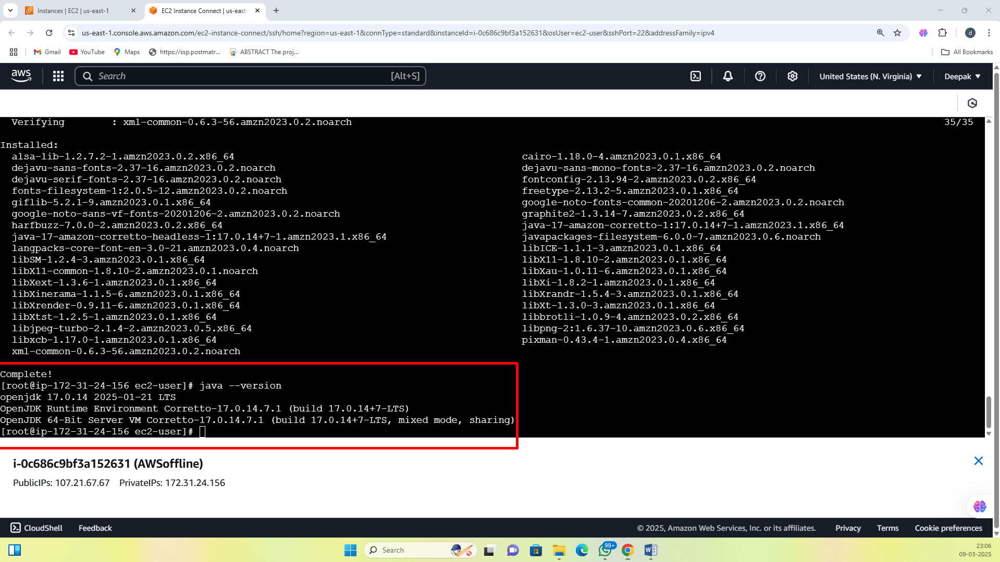 Instances | EC2 | us-east-1
EC2 Instance Connect | us-east-
us-east-1.console.aws.amazon.com/ec2-instance-connect/ssh/home?region=us-east-1&connType=standard&instanceId=i-0c686c9bf3a152631&osUser=ec2-user&sshPort=22&addressFamily=ipv4
d
Gmail YouTube Maps https://ssp.postmatr... ABSTRACT The proj... All Bookmarks
aws Search [Alt+S] United States (N. Virginia) Deepak
Verifying : xml-common-0.6.3-56.amzn2023.0.2.noarch 35/35
Installed:
alsa-lib-1.2.7.2-1.amzn2023.0.2.x86_64 cairo-1.18.0-4.amzn2023.0.1.x86_64
dejavu-sans-fonts-2.37-16.amzn2023.0.2.noarch dejavu-sans-mono-fonts-2.37-16.amzn2023.0.2.noarch
dejavu-serif-fonts-2.37-16.amzn2023.0.2.noarch fontconfig-2.13.94-2.amzn2023.0.2.x86_64
fonts-filesystem-1:2.0.5-12.amzn2023.0.2.noarch freetype-2.13.2-5.amzn2023.0.1.x86_64
giflib-5.2.1-9.amzn2023.0.1.x86_64 google-noto-fonts-common-20201206-2.amzn2023.0.2.noarch
google-noto-sans-vf-fonts-20201206-2.amzn2023.0.2.noarch graphite2-1.3.14-7.amzn2023.0.2.x86_64
harfbuzz-7.0.0-2.amzn2023.0.2.x86_64 java-17-amazon-corretto-1:17.0.14+7-1.amzn2023.1.x86_64
java-17-amazon-corretto-headless-1:17.0.14+7-1.amzn2023.1.x86_64 javapackages-filesystem-6.0.0-7.amzn2023.0.6.noarch
langpacks-core-font-en-3.0-21.amzn2023.0.4.noarch libICE-1.1.1-3.amzn2023.0.1.x86_64
libSM-1.2.4-3.amzn2023.0.1.x86_64 libX11-1.8.10-2.amzn2023.0.1.x86_64
libX11-common-1.8.10-2.amzn2023.0.1.noarch libXau-1.0.11-6.amzn2023.0.1.x86_64
libXext-1.3.6-1.amzn2023.0.1.x86_64 libXi-1.8.2-1.amzn2023.0.1.x86_64
libXinerama-1.1.5-6.amzn2023.0.1.x86_64 libXrandr-1.5.4-3.amzn2023.0.1.x86_64
libXrender-0.9.11-6.amzn2023.0.1.x86_64 libXt-1.3.0-3.amzn2023.0.1.x86_64
libXtst-1.2.5-1.amzn2023.0.1.x86_64 libbrotli-1.0.9-4.amzn2023.0.2.x86_64
libjpeg-turbo-2.1.4-2.amzn2023.0.5.x86_64 libpng-2:1.6.37-10.amzn2023.0.6.x86_64
libxcb-1.17.0-1.amzn2023.0.1.x86_64 pixman-0.43.4-1.amzn2023.0.4.x86_64
xml-common-0.6.3-56.amzn2023.0.2.noarch
Complete!
[root@ip-172-31-24-156 ec2-user]# java --version
openjdk 17.0.14 2025-01-21 LTS
OpenJDK Runtime Environment Corretto-17.0.14.7.1 (build 17.0.14+7-LTS)
OpenJDK 64-Bit Server VM Corretto-17.0.14.7.1 (build 17.0.14+7-LTS, mixed mode, sharing)
[root@ip-172-31-24-156 ec2-user]#
i-0c686c9bf3a152631 (AWSoffline)
PublicIPs: 107.21.67.67 PrivateIPs: 172.31.24.156
CloudShell Feedback © 2025, Amazon Web Services, Inc. or its affiliates. Privacy Terms Cookie preferences
Search 99+ 23:06
09-03-2025